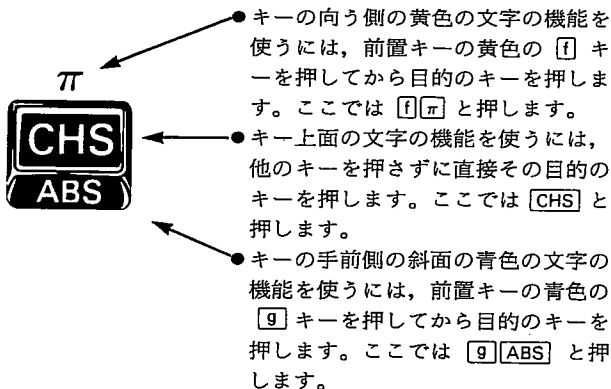 ●キーの向う側の黄色の文字の機能を
使うには，前置キーの黄色の f キ
ーを押してから目的のキーを押しま
す。ここでは f π と押します。
π
CHS
ABS
●キー上面の文字の機能を使うには，
他のキーを押さずに直接その目的の
キーを押します。ここでは CHS と
押します。
●キーの手前側の斜面の青色の文字の
機能を使うには，前置キーの青色の
g キーを押してから目的のキーを
押します。ここでは g ABS と押
します。